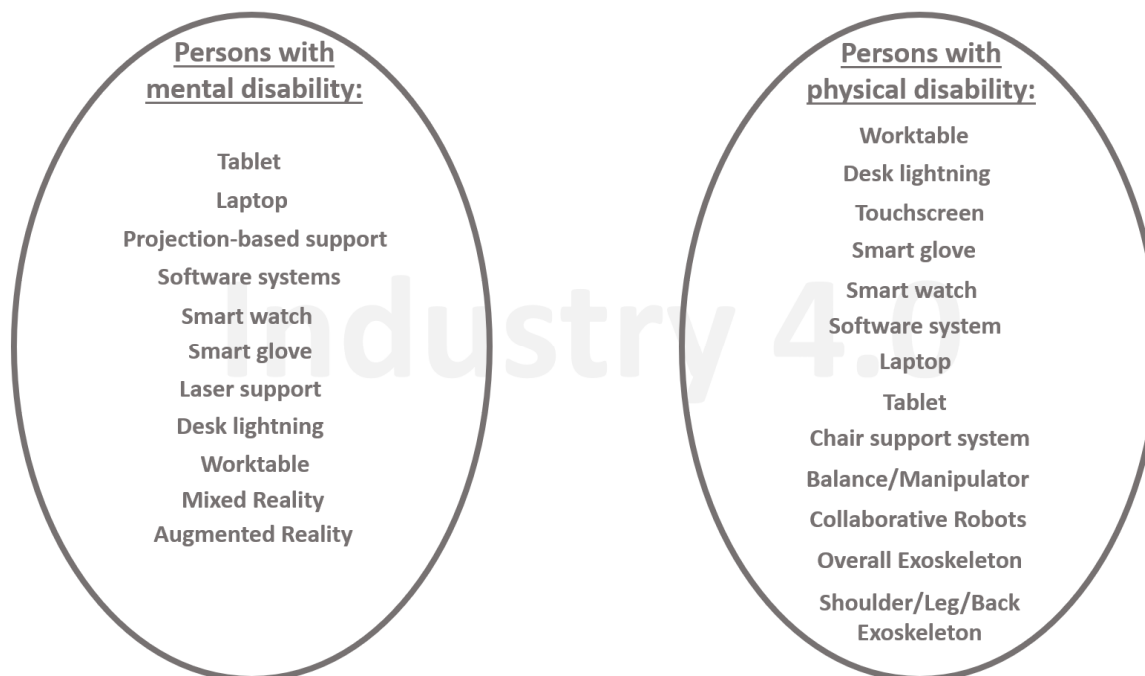 Persons with
mental disability:
Tablet
Laptop
Projection-based support
Software systems
Smart watch
Smart glove
Laser support
Desk lightning
Worktable
Mixed Reality
Augmented Reality
Persons with
physical disability:
Worktable
Desk lightning
Touchscreen
Smart glove
Smart watch
Software system
Laptop
Tablet
Chair support system
Balance/Manipulator
Collaborative Robots
Overall Exoskeleton
Shoulder/Leg/Back
Exoskeleton
Industry 4.0